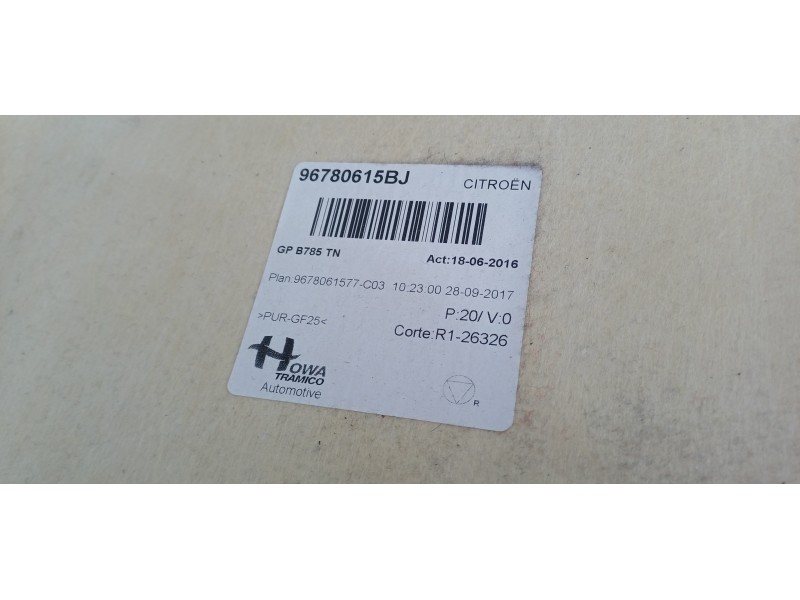 96780615BJ
CITROËN
GP B785 TN
Act:18-06-2016
Plan:9678061577-C03 10:23:00 28-09-2017
P:20/ V:0
>PUR-GF25<
Corte:R1-26326
HOWA
TRAMICO
Automotive
R